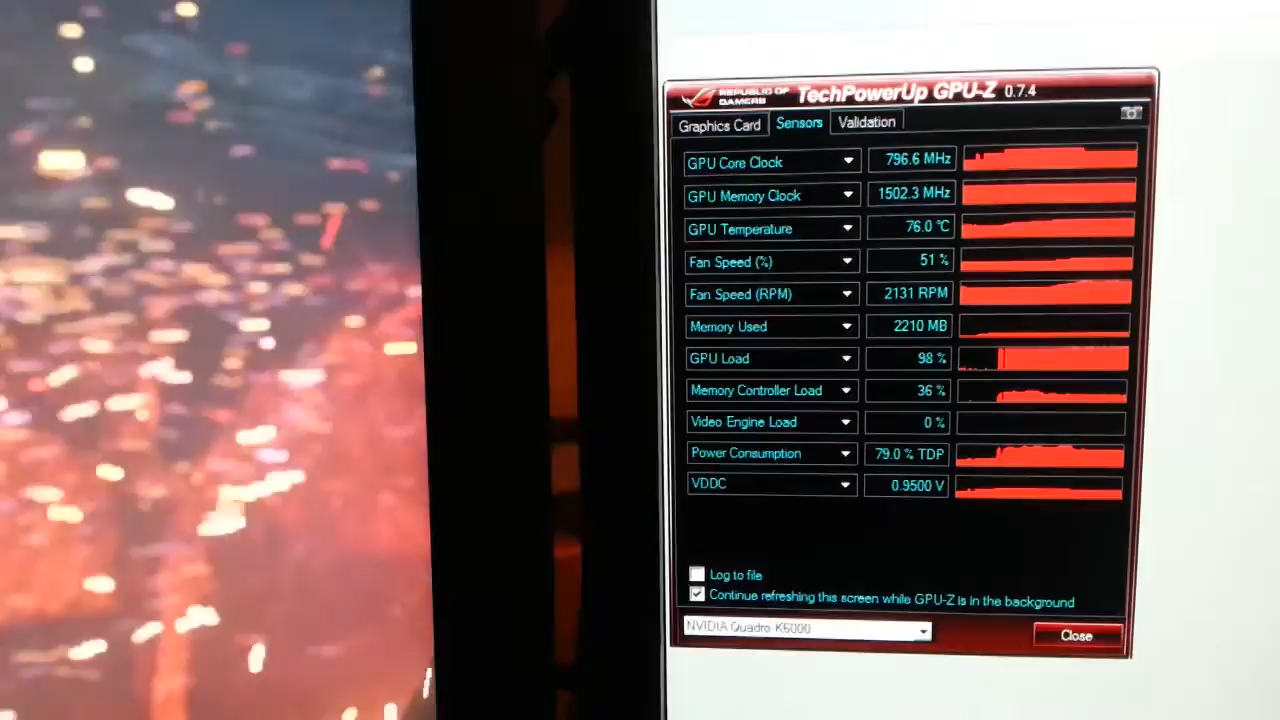 REPUBLIC OF GAMERS TechPowerUp GPU-Z 0.7.4
Graphics Card Sensors Validation
GPU Core Clock 796.6 MHz
GPU Memory Clock 1502.3 MHz
GPU Temperature 76.0 °C
Fan Speed (%) 51 %
Fan Speed (RPM) 2131 RPM
Memory Used 2210 MB
GPU Load 98 %
Memory Controller Load 36 %
Video Engine Load 0 %
Power Consumption 79.0 % TDP
VDDC 0.9500 V
Log to file
Continue refreshing this screen while GPU-Z is in the background
NVIDIA Quadro K6000 Close